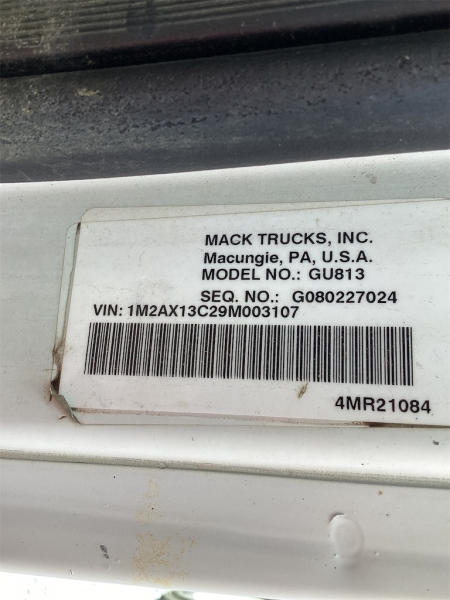 MACK TRUCKS, INC.
Macungie, PA, U.S.A.
MODEL NO.: GU813
SEQ. NO.: G080227024
VIN: 1M2AX13C29M003107
4MR21084